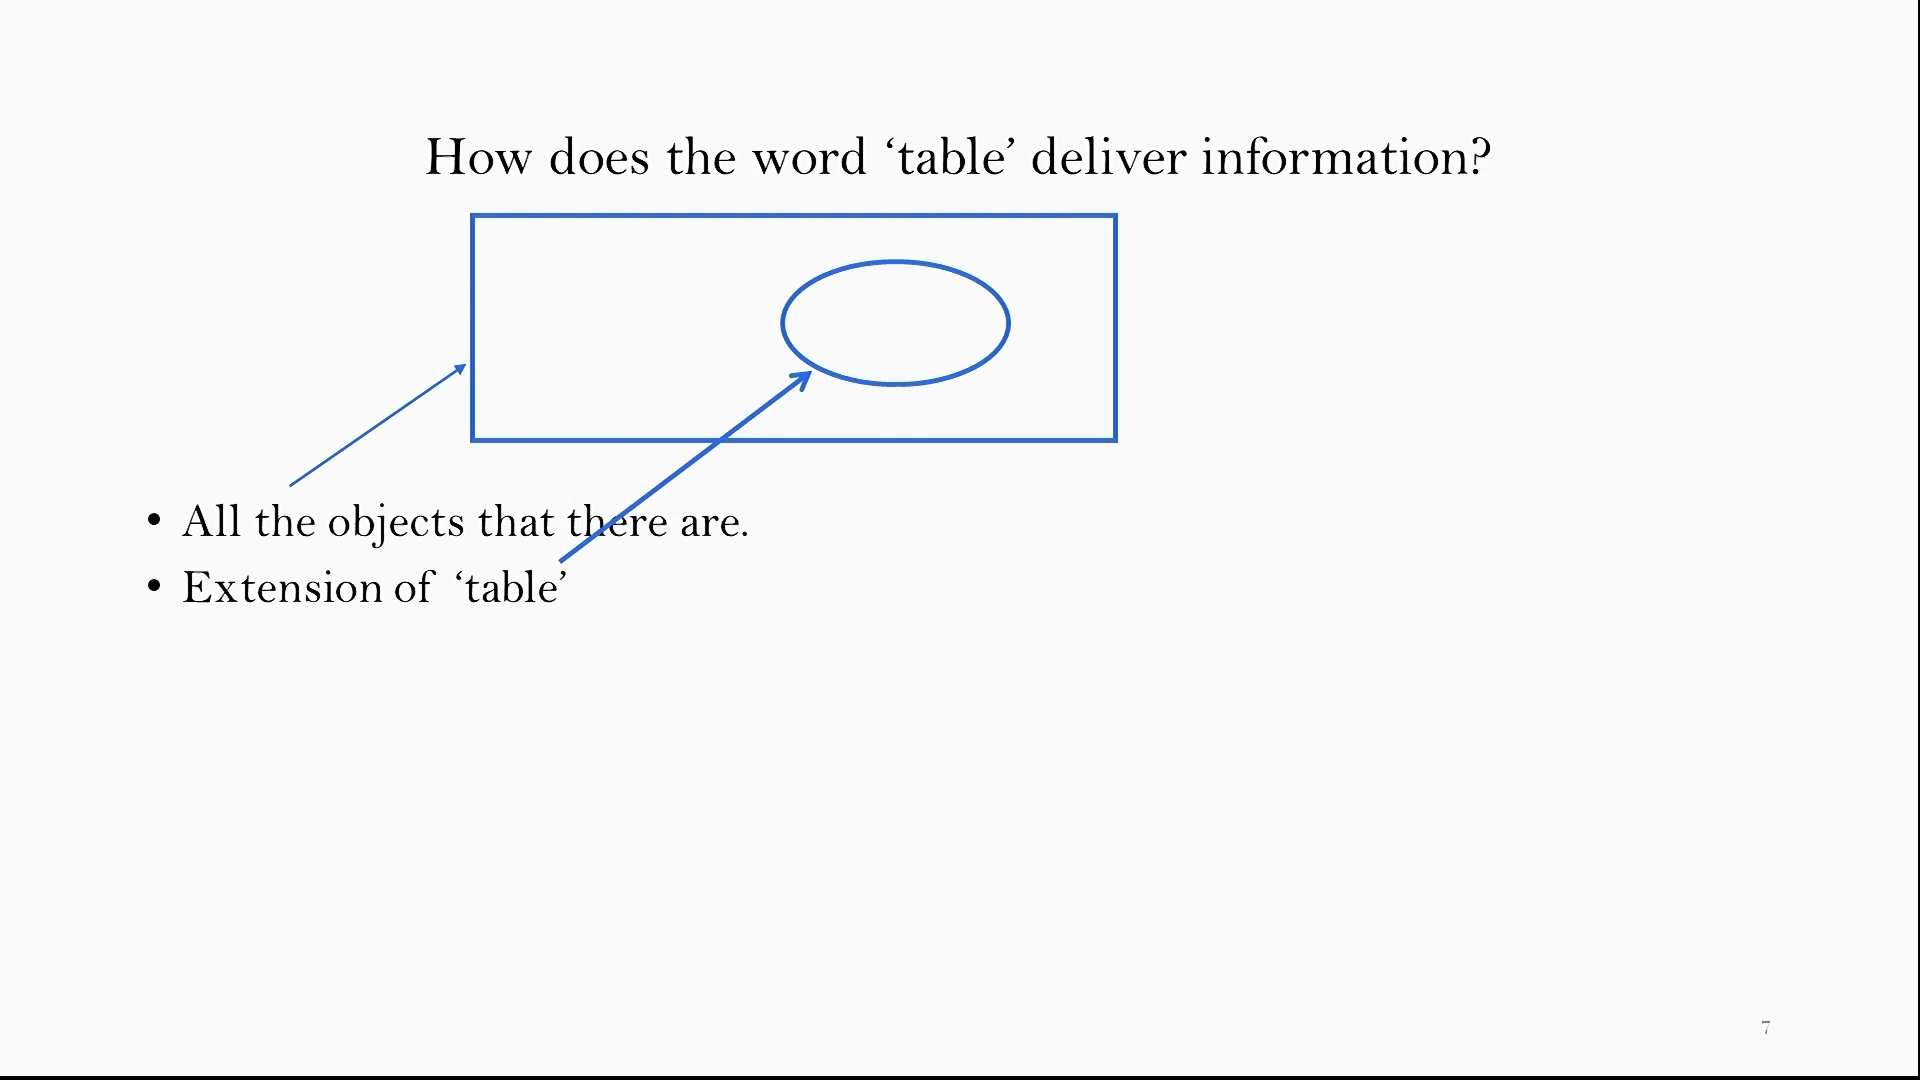 How does the word ‘table’ deliver information?
• All the objects that there are.
• Extension of ‘table’
7